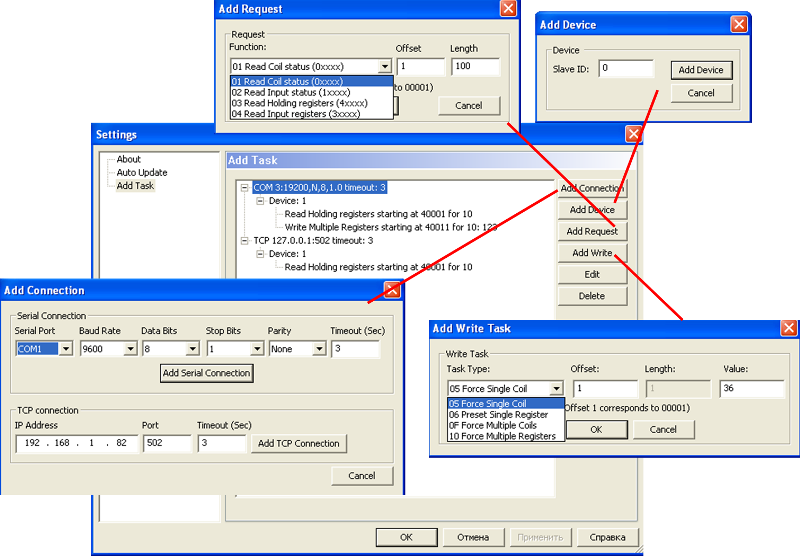 Add Request
Request
Function:
Offset
Length
01 Read Coil status (0xxxx)
1
100
01 Read Coil status (0xxxx)
02 Read Input status (1xxxx)
03 Read Holding registers (4xxxx)
04 Read Input registers (3xxxx)
to 00001)
Cancel
Add Device
Device
Slave ID:
0
Add Device
Cancel
Settings
About
Auto Update
Add Task
Add Task
COM 3:19200,N,8,1.0 timeout: 3
Device: 1
Read Holding registers starting at 40001 for 10
Write Multiple Registers starting at 40011 for 10: 123
TCP 127.0.0.1:502 timeout: 3
Device: 1
Read Holding registers starting at 40001 for 10
Add Connection
Add Device
Add Request
Add Write
Edit
Delete
Add Connection
Serial Connection
Serial Port
Baud Rate
Data Bits
Stop Bits
Parity
Timeout (Sec)
COM1
9600
8
1
None
3
Add Serial Connection
TCP connection
IP Address
Port
Timeout (Sec)
192 . 168 . 1 . 82
502
3
Add TCP Connection
Cancel
Add Write Task
Write Task
Task Type:
Offset:
Length:
Value:
05 Force Single Coil
1
1
36
05 Force Single Coil
06 Preset Single Register
0F Force Multiple Coils
10 Force Multiple Registers
Offset 1 corresponds to 00001)
OK
Cancel
OK
Отмена
Применить
Справка